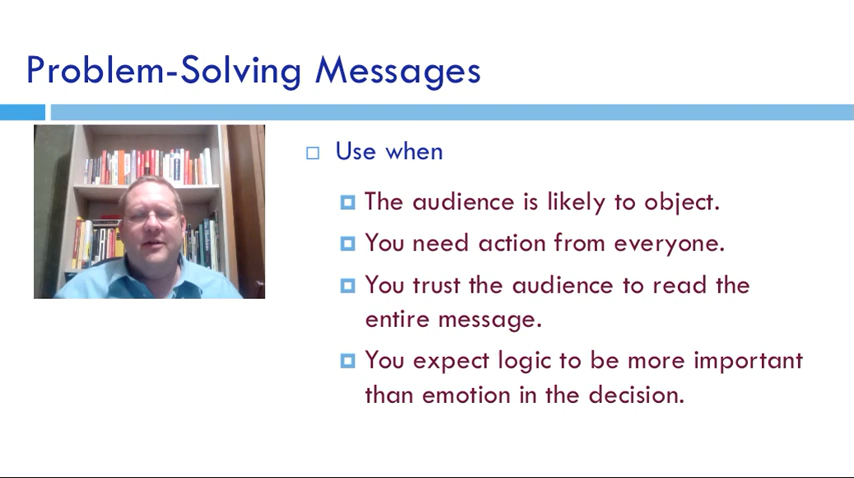 Problem-Solving Messages
Use when
The audience is likely to object.
You need action from everyone.
You trust the audience to read the
entire message.
You expect logic to be more important
than emotion in the decision.